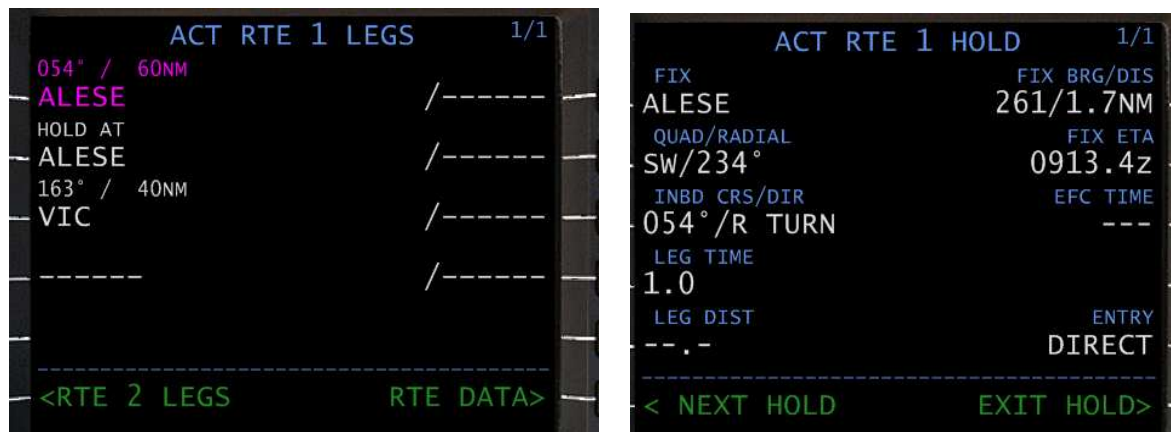 ACT RTE 1 LEGS 1/1
054° / 60NM
ALESE /------
HOLD AT
ALESE /------
163° / 40NM
VIC /------
------ /------
<RTE 2 LEGS RTE DATA>
ACT RTE 1 HOLD 1/1
FIX FIX BRG/DIS
ALESE 261/1.7NM
QUAD/RADIAL FIX ETA
SW/234° 0913.4z
INBD CRS/DIR EFC TIME
054°/R TURN ---
LEG TIME
1.0
LEG DIST ENTRY
--.- DIRECT
< NEXT HOLD EXIT HOLD>